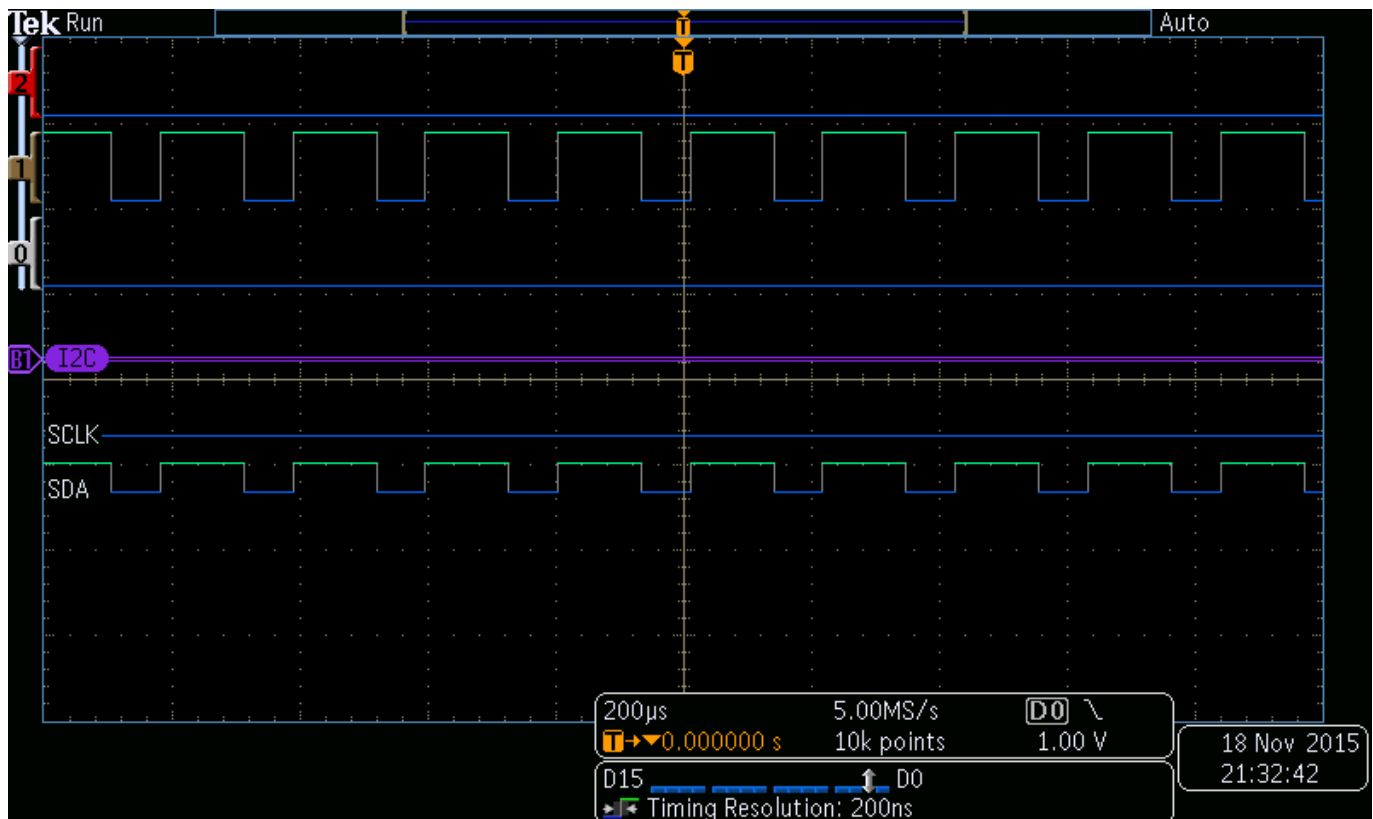 Tek Run
T
Auto
T
2
1
0
B1 I2C
SCLK
SDA
200µs 5.00MS/s D0
T→▼0.000000 s 10k points 1.00 V
18 Nov 2015
21:32:42
D15 D0
Timing Resolution: 200ns